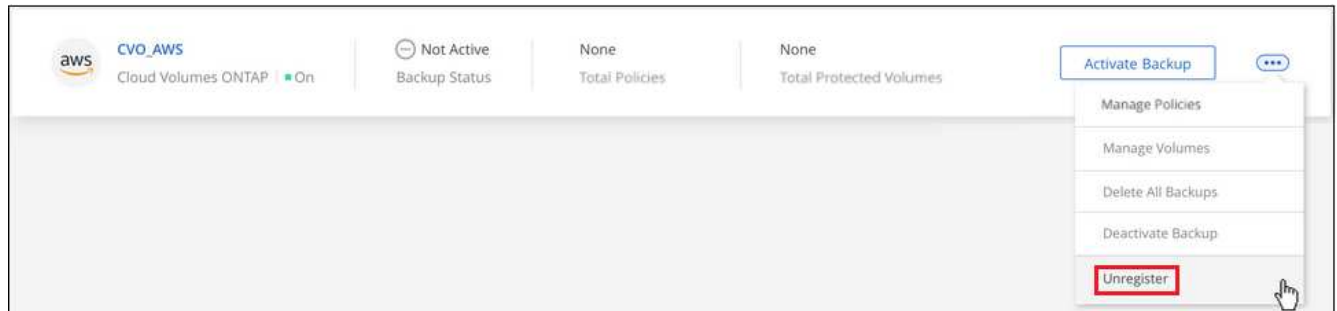 aws
CVO_AWS
Cloud Volumes ONTAP | On
Not Active
Backup Status
None
Total Policies
None
Total Protected Volumes
Activate Backup
Manage Policies
Manage Volumes
Delete All Backups
Deactivate Backup
Unregister